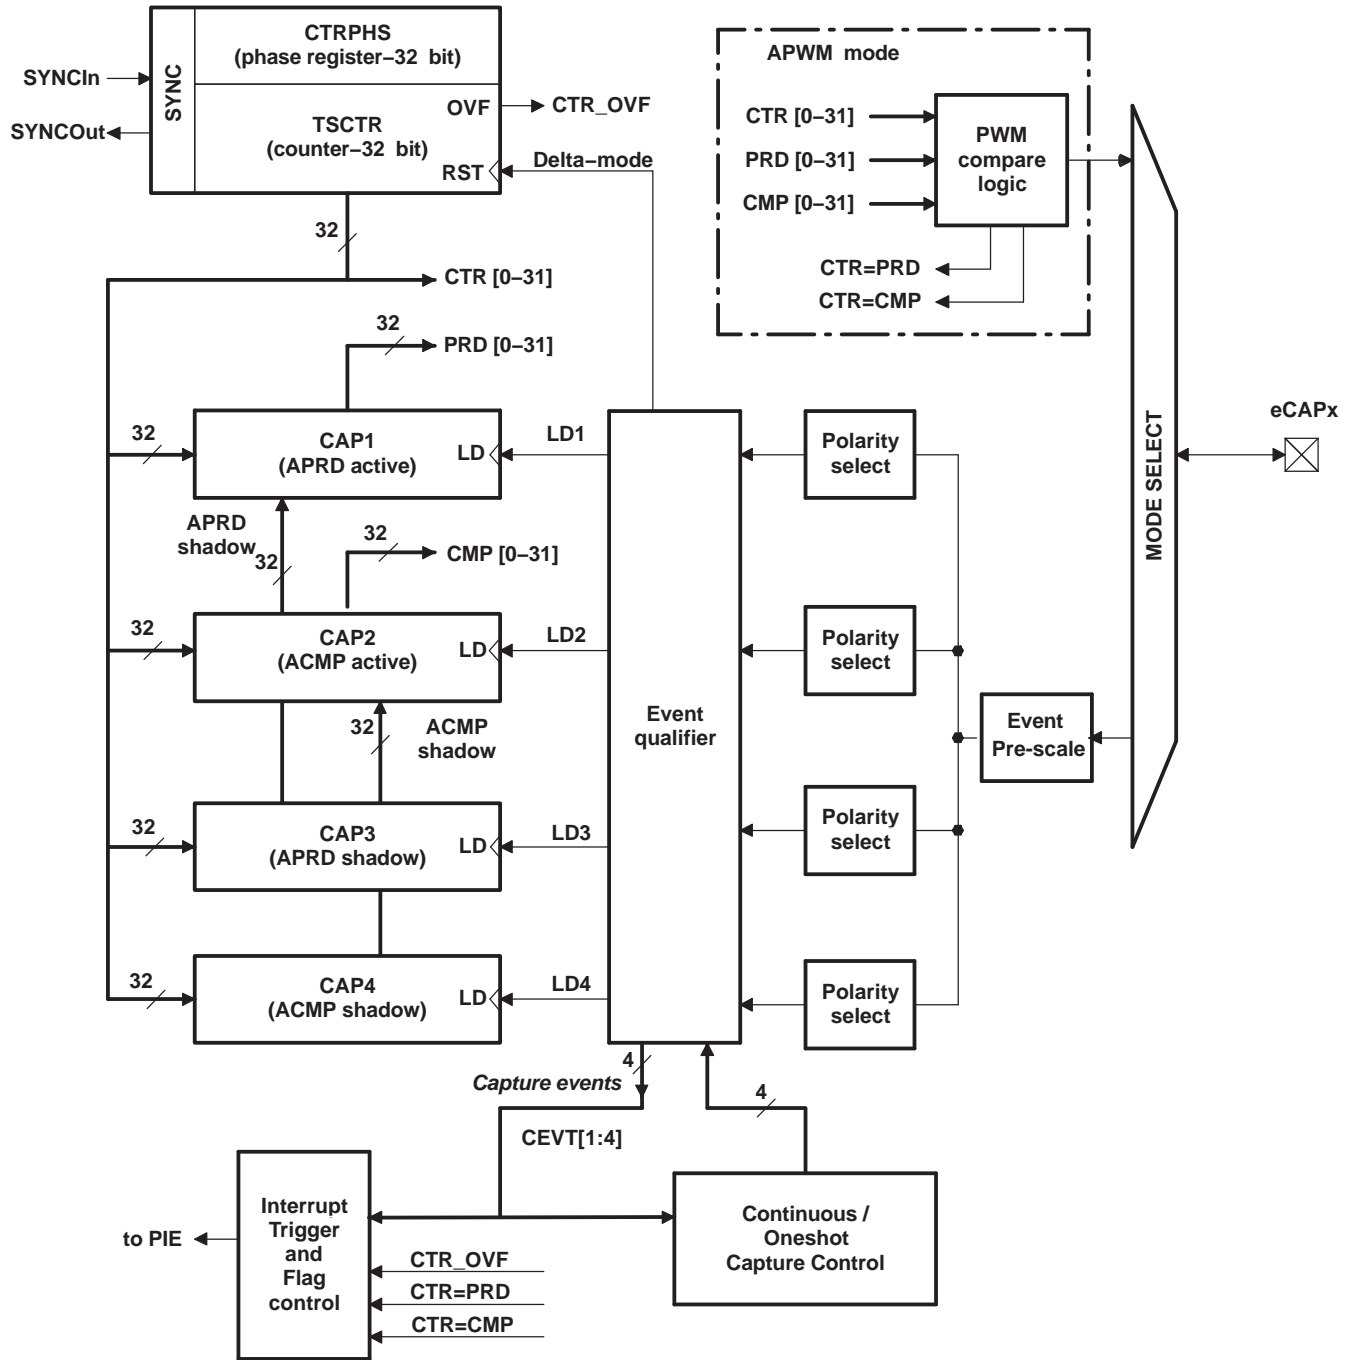 CTRPHS
(phase register−32 bit)
SYNCIn
SYNC
SYNCOut
OVF
CTR_OVF
TSCTR
(counter−32 bit)
RST
Delta−mode
32
CTR [0−31]
32
PRD [0−31]
APWM mode
CTR [0−31]
PRD [0−31]
CMP [0−31]
PWM
compare
logic
CTR=PRD
CTR=CMP
32
CAP1
(APRD active)
LD
LD1
Polarity
select
MODE SELECT
eCAPx
APRD
shadow
32
32
CMP [0−31]
32
CAP2
(ACMP active)
LD
LD2
Polarity
select
32
ACMP
shadow
Event
qualifier
Event
Pre-scale
32
CAP3
(APRD shadow)
LD
LD3
Polarity
select
32
CAP4
(ACMP shadow)
LD
LD4
Polarity
select
4
Capture events
4
CEVT[1:4]
to PIE
Interrupt
Trigger
and
Flag
control
CTR_OVF
CTR=PRD
CTR=CMP
Continuous /
Oneshot
Capture Control